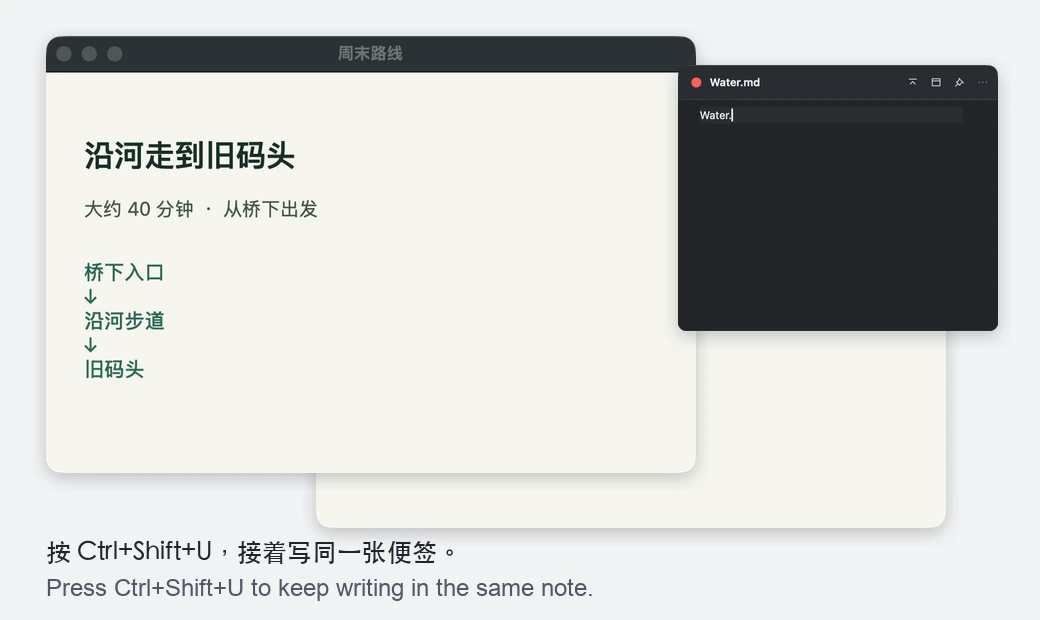 周末路线
沿河走到旧码头
大约 40 分钟 · 从桥下出发
桥下入口
↓
沿河步道
↓
旧码头
Water.md
Water.
按 Ctrl+Shift+U，接着写同一张便签。
Press Ctrl+Shift+U to keep writing in the same note.